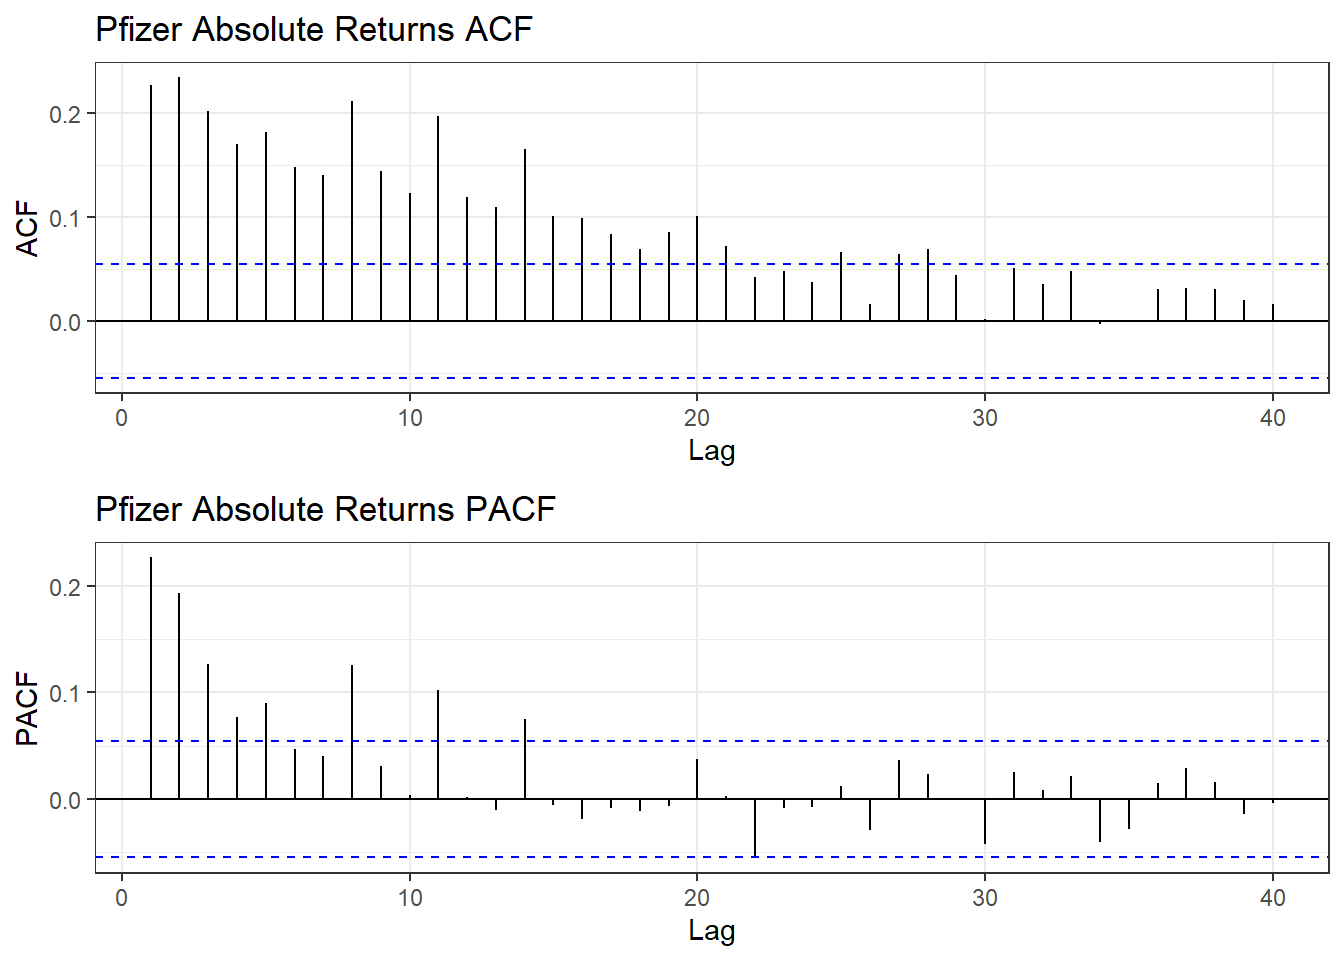 Pfizer Absolute Returns ACF
ACF
0.2
0.1
0.0
0 10 20 30 40
Lag
Pfizer Absolute Returns PACF
PACF
0.2
0.1
0.0
0 10 20 30 40
Lag